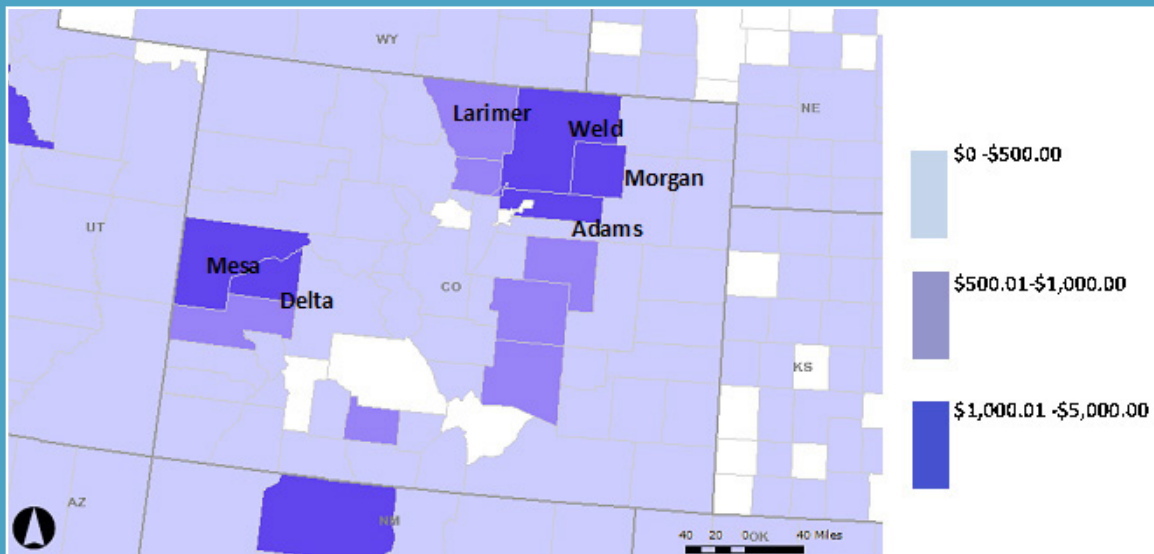 WY
NE
Larimer
Weld
Morgan
Adams
UT
Mesa
Delta
CO
KS
AZ
NM
40 20 0 OK 40 Miles
$0 -$500.00
$500.01-$1,000.00
$1,000.01 -$5,000.00